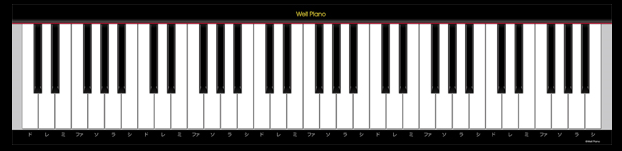 Well Piano
ド レ ミ ファ ソ ラ シ ド レ ミ ファ ソ ラ シ ド レ ミ ファ ソ ラ シ ド レ ミ ファ ソ ラ シ ド レ ミ ファ ソ ラ シ
©Well Piano